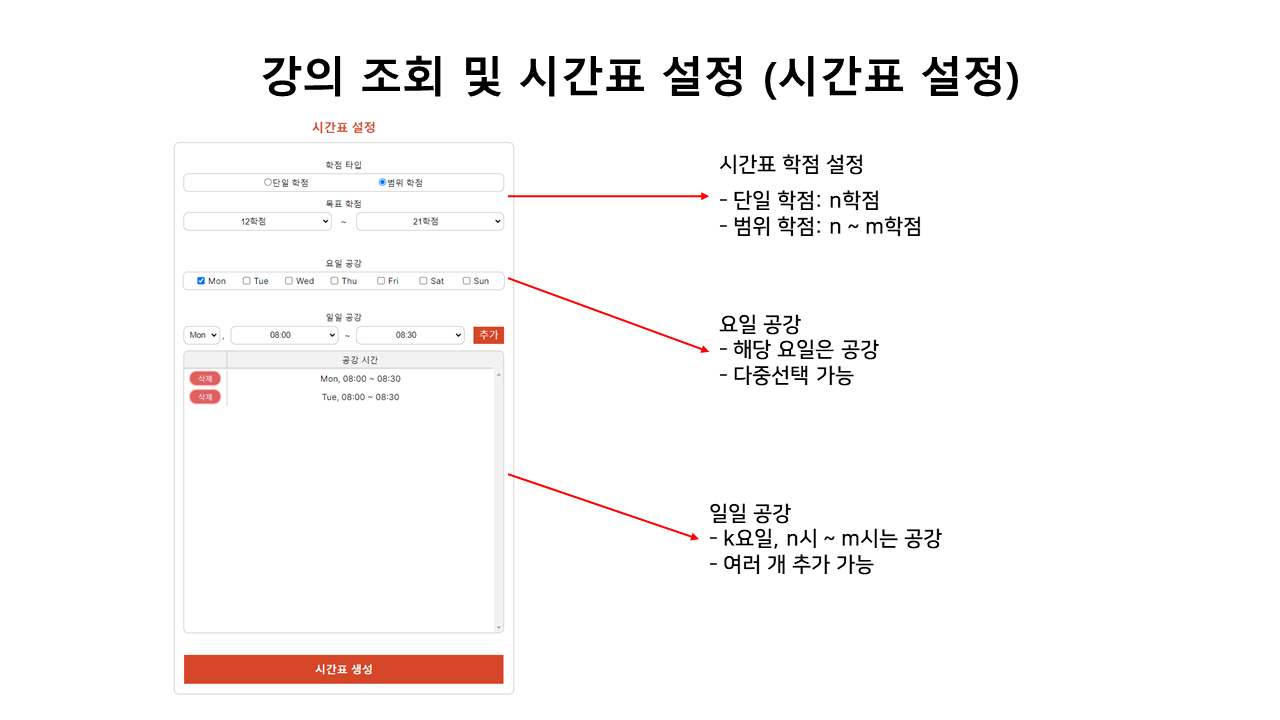 강의 조회 및 시간표 설정 (시간표 설정)
시간표 설정
학점 타입
단일 학점 범위 학점
목표 학점
12학점 ~ 21학점
요일 공강
Mon Tue Wed Thu Fri Sat Sun
일일 공강
Mon , 08:00 ~ 08:30 추가
공강 시간
삭제 Mon, 08:00 ~ 08:30
삭제 Tue, 08:00 ~ 08:30
시간표 생성
시간표 학점 설정
- 단일 학점: n학점
- 범위 학점: n ~ m학점
요일 공강
- 해당 요일은 공강
- 다중선택 가능
일일 공강
- k요일, n시 ~ m시는 공강
- 여러 개 추가 가능